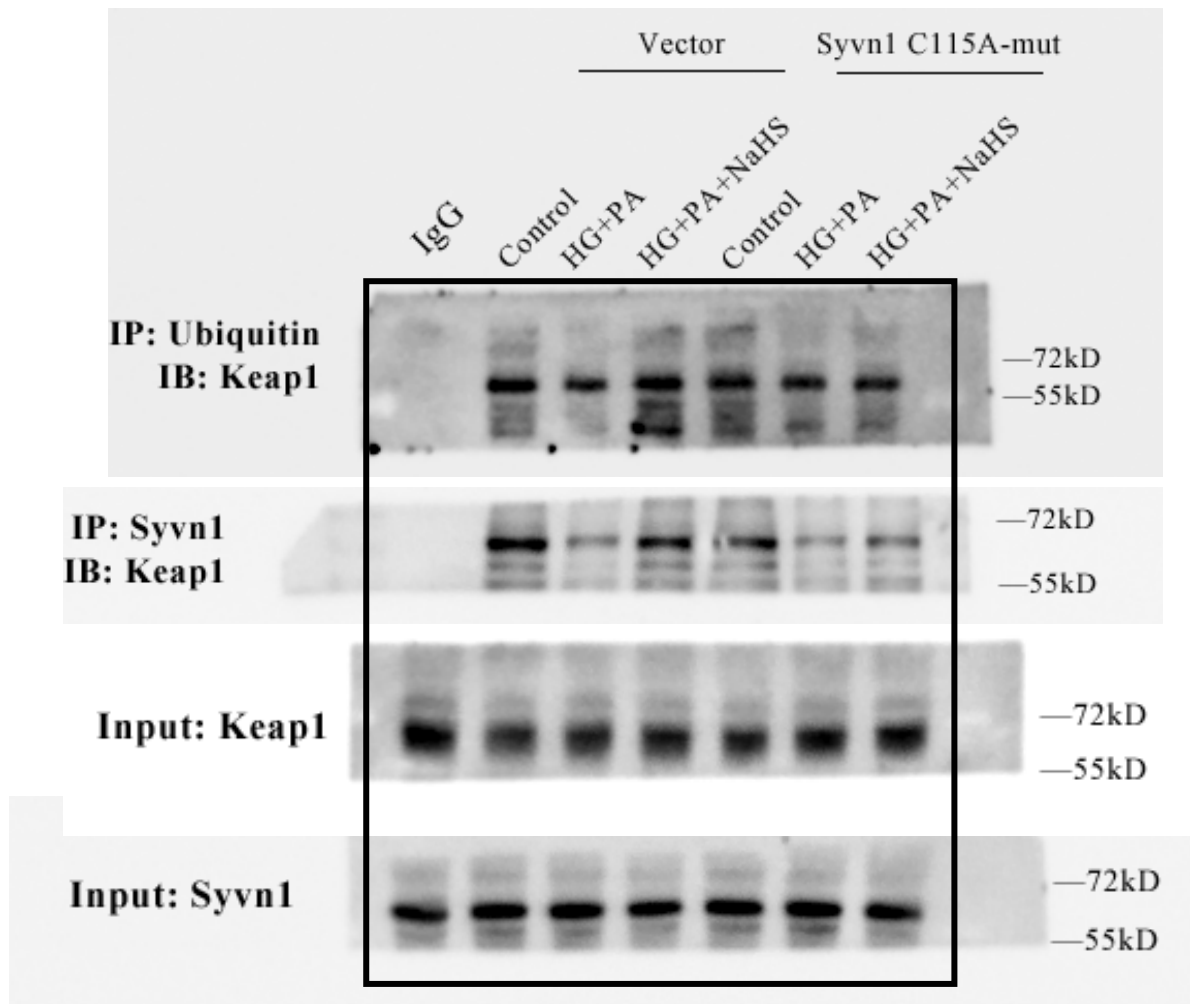 Vector
Syvn1 C115A-mut
IgG
Control
HG+PA
HG+PA+NaHS
Control
HG+PA
HG+PA+NaHS
IP: Ubiquitin
IB: Keap1
—72kD
—55kD
IP: Syvn1
IB: Keap1
—72kD
—55kD
Input: Keap1
—72kD
—55kD
Input: Syvn1
—72kD
—55kD